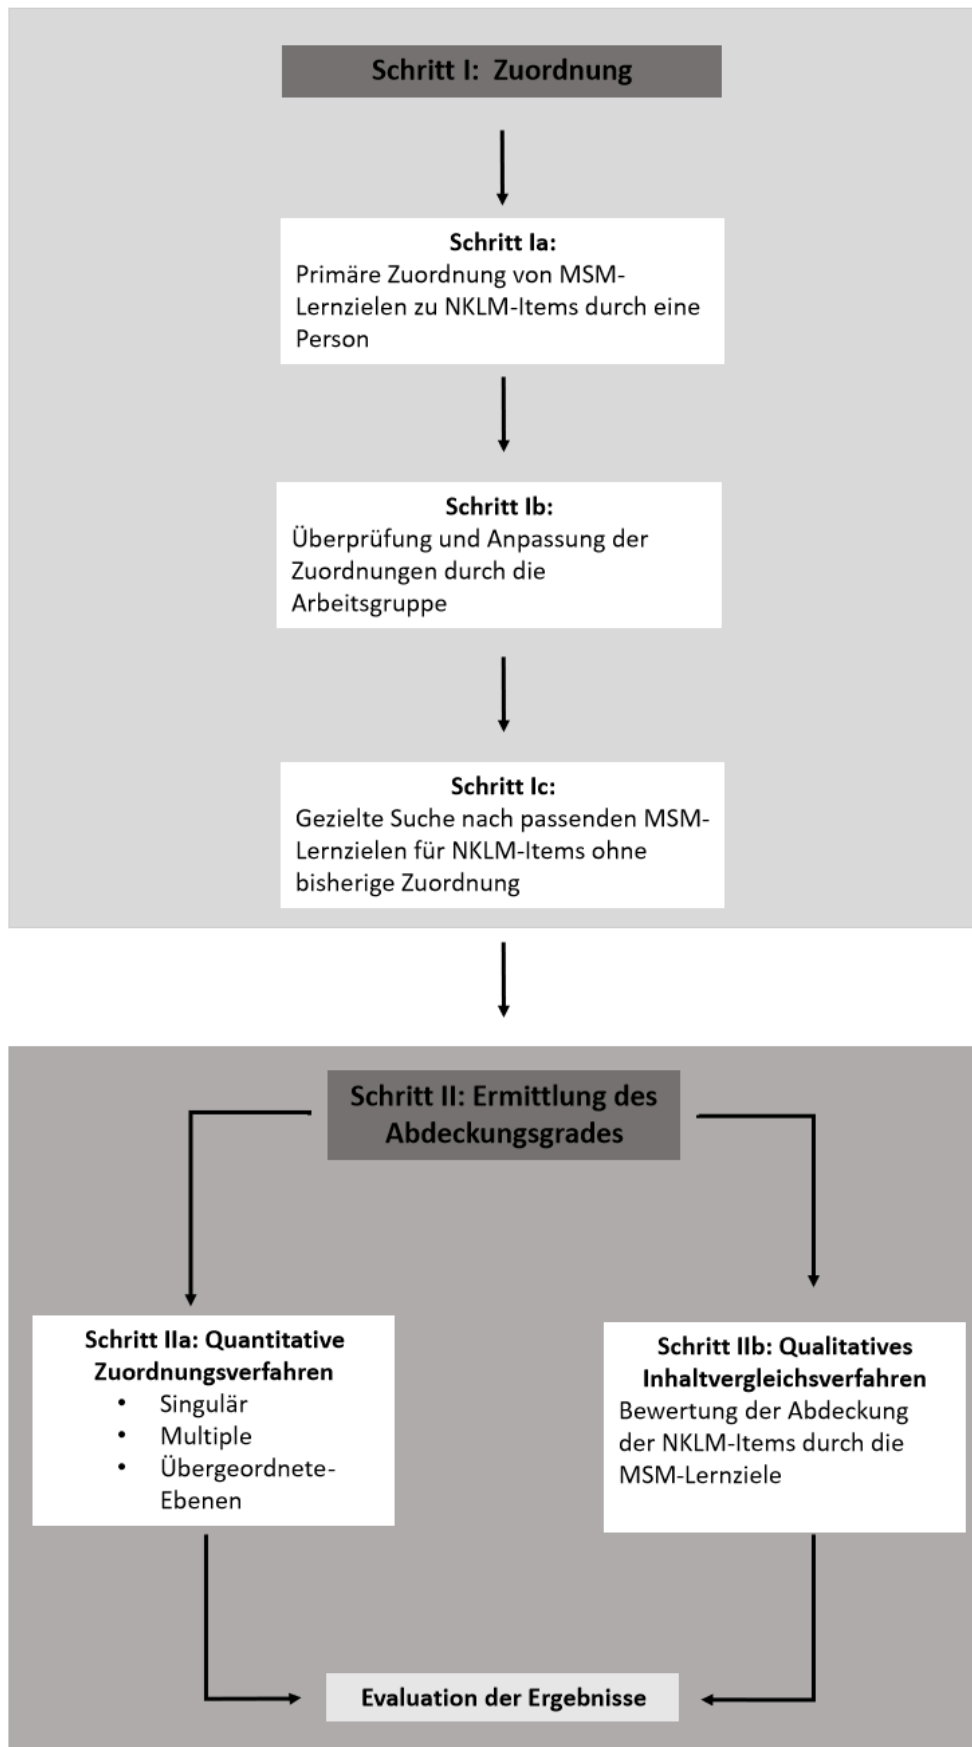 Schritt I: Zuordnung
Schritt Ia:
Primäre Zuordnung von MSM-
Lernzielen zu NKLM-Items durch eine
Person
Schritt Ib:
Überprüfung und Anpassung der
Zuordnungen durch die
Arbeitsgruppe
Schritt Ic:
Gezielte Suche nach passenden MSM-
Lernzielen für NKLM-Items ohne
bisherige Zuordnung
Schritt II: Ermittlung des
Abdeckungsgrades
Schritt IIa: Quantitative
Zuordnungsverfahren
• Singulär
• Multiple
• Übergeordnete-
Ebenen
Schritt IIb: Qualitatives
Inhaltvergleichsverfahren
Bewertung der Abdeckung
der NKLM-Items durch die
MSM-Lernziele
Evaluation der Ergebnisse